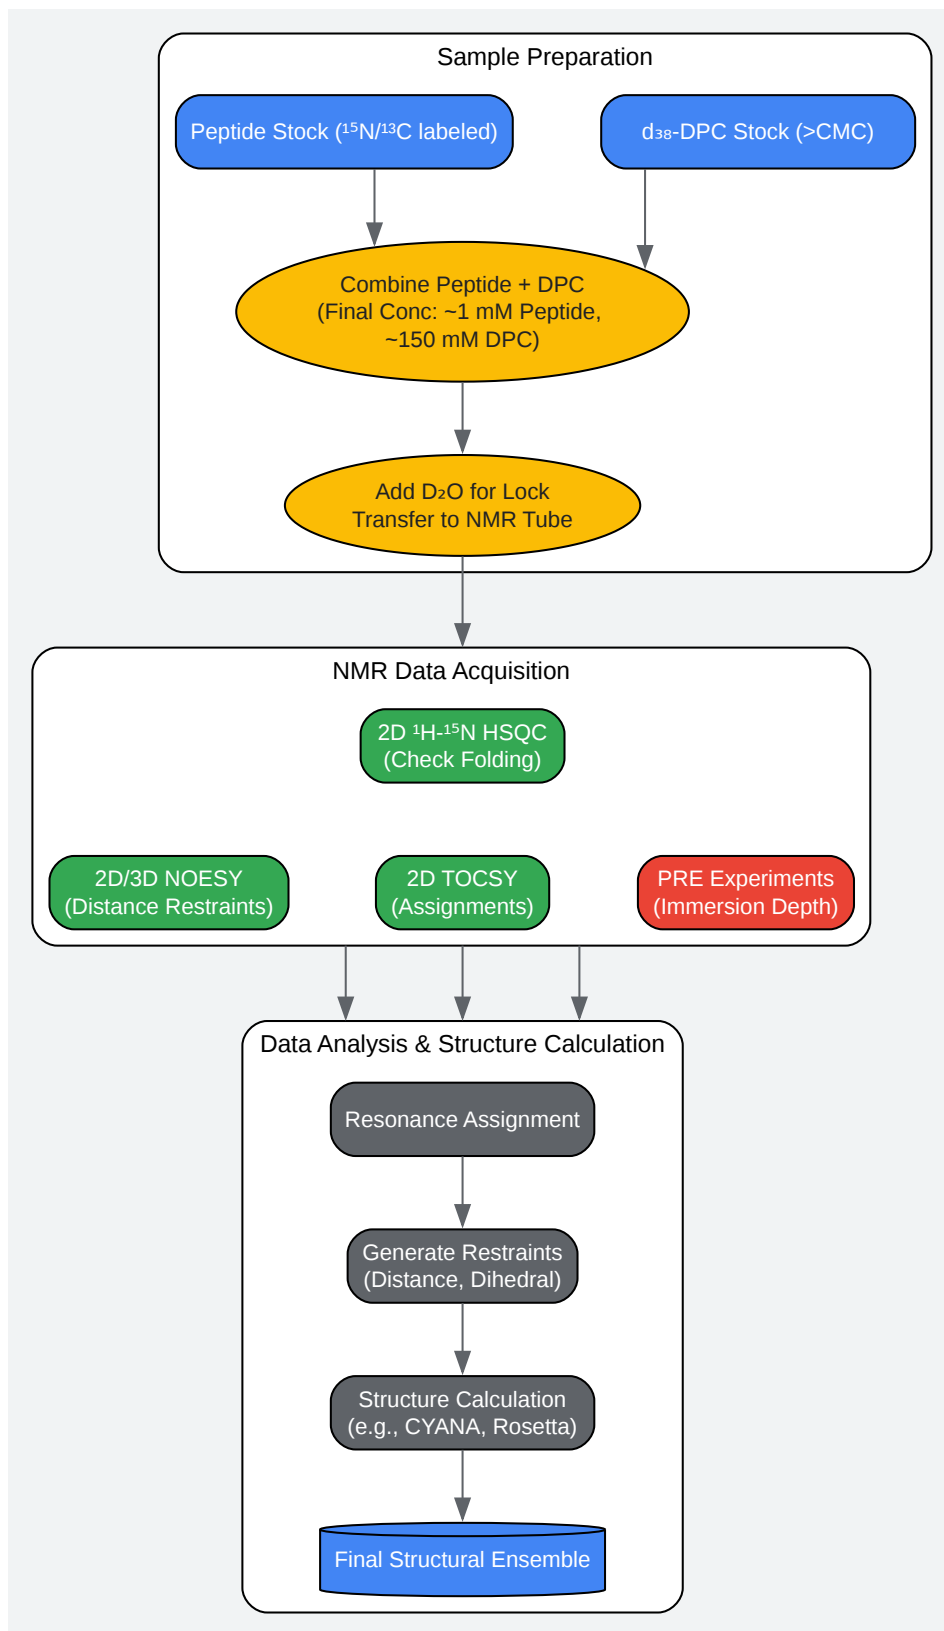 Sample Preparation
Peptide Stock (¹⁵N/¹³C labeled)
d₃₈-DPC Stock (>CMC)
Combine Peptide + DPC
(Final Conc: ~1 mM Peptide,
~150 mM DPC)
Add D₂O for Lock
Transfer to NMR Tube
NMR Data Acquisition
2D ¹H-¹⁵N HSQC
(Check Folding)
2D/3D NOESY
(Distance Restraints)
2D TOCSY
(Assignments)
PRE Experiments
(Immersion Depth)
Data Analysis & Structure Calculation
Resonance Assignment
Generate Restraints
(Distance, Dihedral)
Structure Calculation
(e.g., CYANA, Rosetta)
Final Structural Ensemble